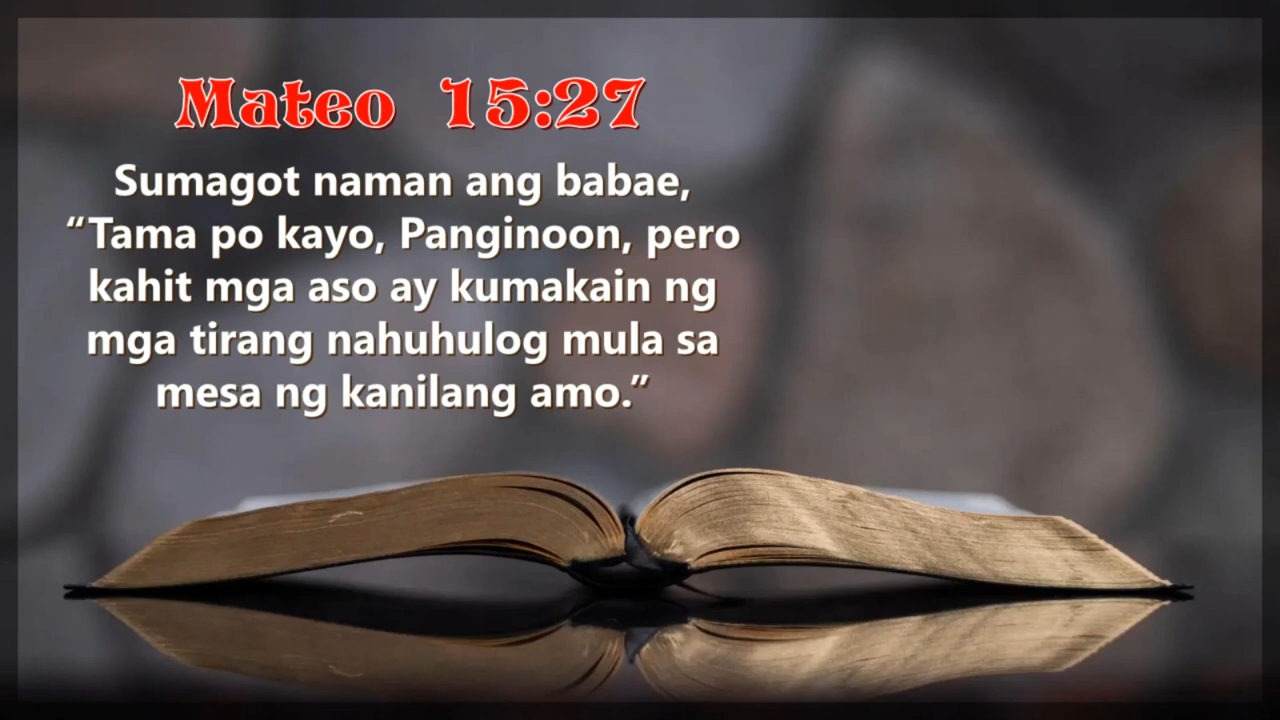 Mateo 15:27
Sumagot naman ang babae,
“Tama po kayo, Panginoon, pero
kahit mga aso ay kumakain ng
mga tirang nahuhulog mula sa
mesa ng kanilang amo.”